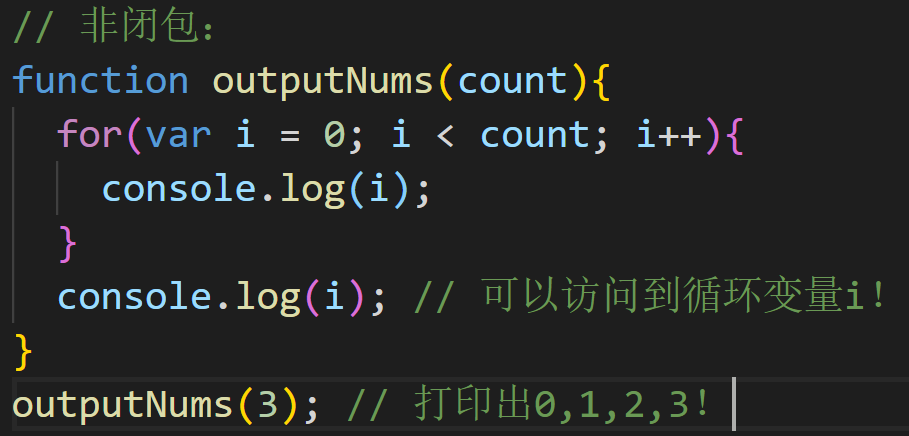 // 非闭包:
function outputNums(count){
for(var i = 0; i < count; i++){
console.log(i);
}
console.log(i); // 可以访问到循环变量i!
}
outputNums(3); // 打印出0,1,2,3!